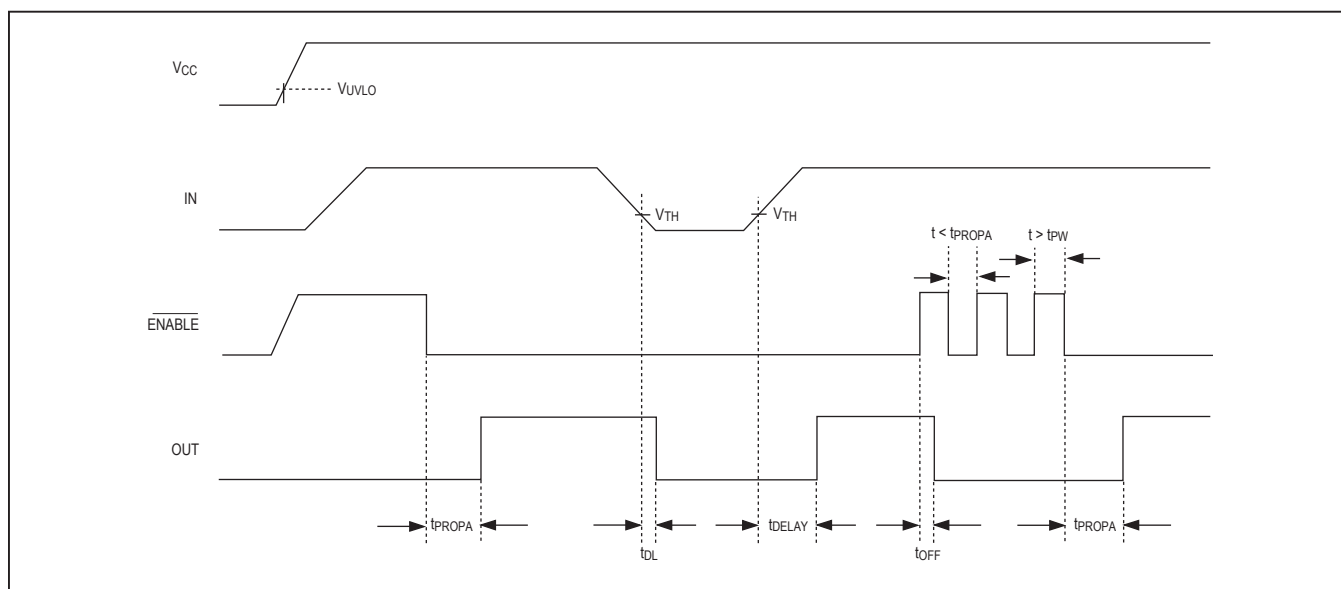 VCC
VUVLO
IN
VTH
VTH
t < tPROPA
t > tPW
ENABLE
OUT
tPROPA
tDL
tDELAY
tOFF
tPROPA